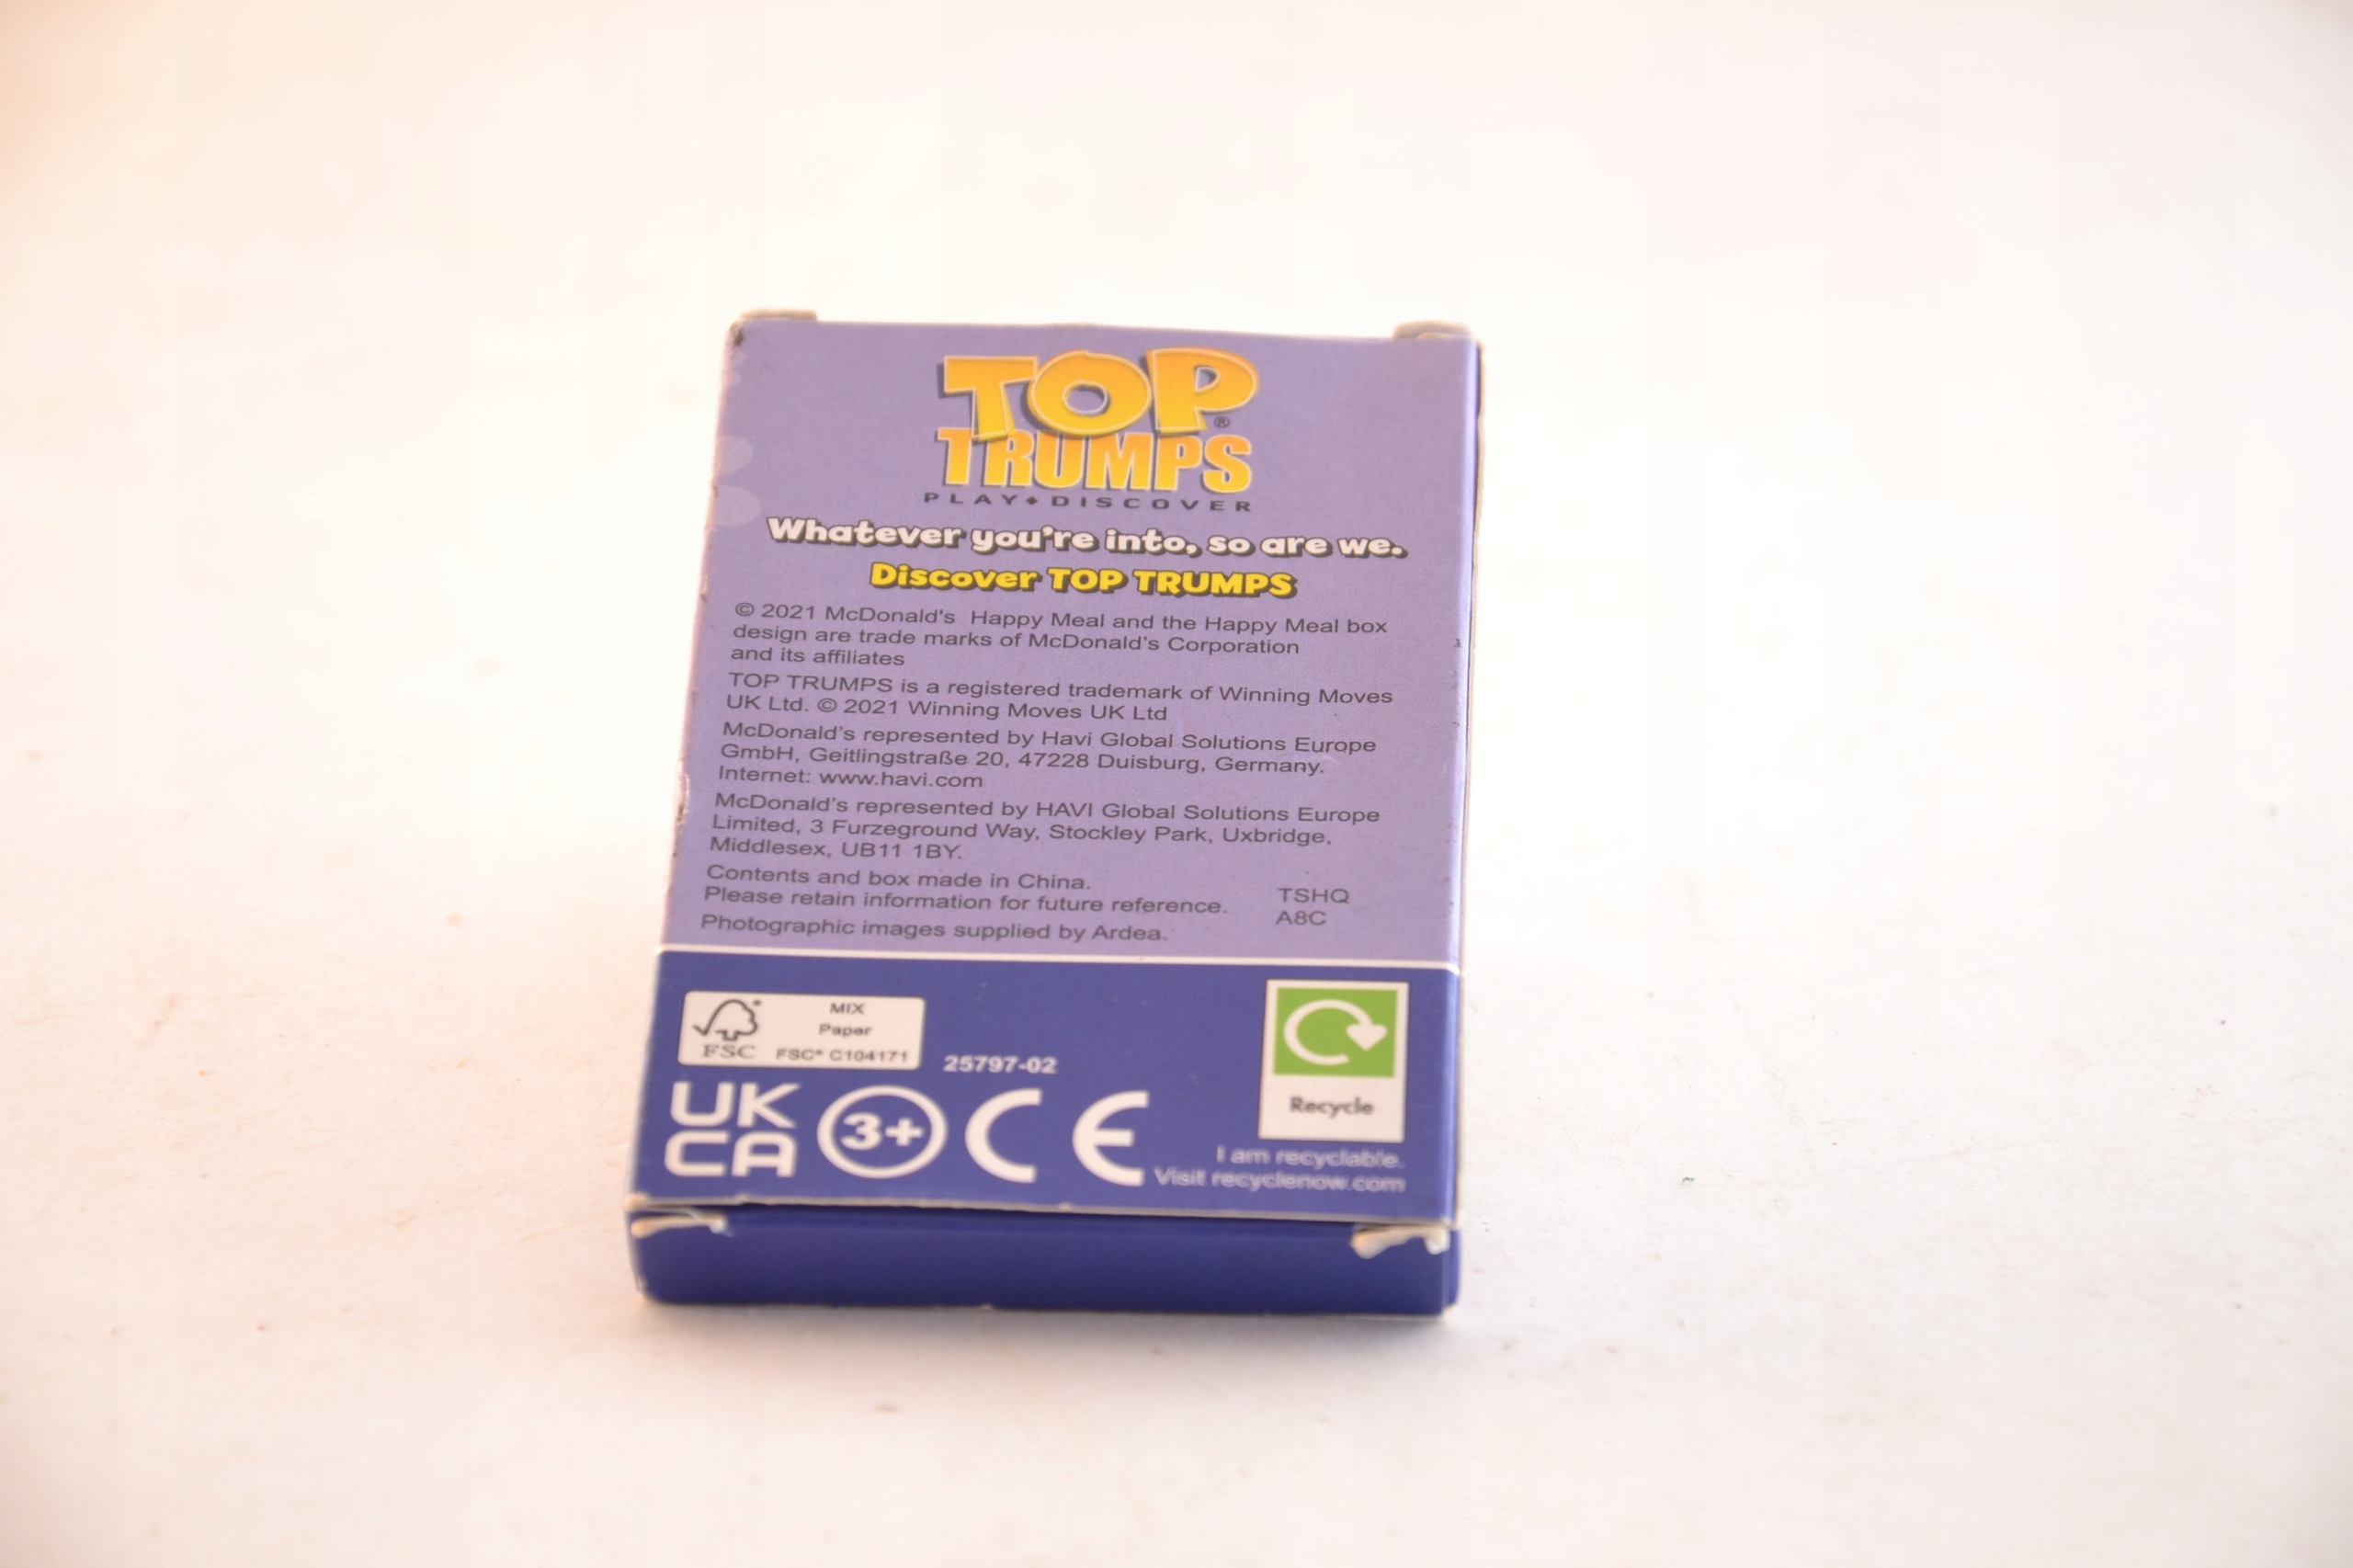 TOP
TRUMPS®
PLAY♦DISCOVER
Whatever you're into, so are we.
Discover TOP TRUMPS
© 2021 McDonald's Happy Meal and the Happy Meal box
design are trade marks of McDonald's Corporation
and its affiliates
TOP TRUMPS is a registered trademark of Winning Moves
UK Ltd. © 2021 Winning Moves UK Ltd
McDonald's represented by Havi Global Solutions Europe
GmbH, Geitlingstraße 20, 47228 Duisburg, Germany.
Internet: www.havi.com
McDonald's represented by HAVI Global Solutions Europe
Limited, 3 Furzeground Way, Stockley Park, Uxbridge,
Middlesex, UB11 1BY.
Contents and box made in China.
Please retain information for future reference.
Photographic images supplied by Ardea.
TSHQ
A8C
FSC
MIX
Paper
FSC® C104171
25797-02
UK
CA
3+
CE
Recycle
I am recyclable.
Visit recyclenow.com